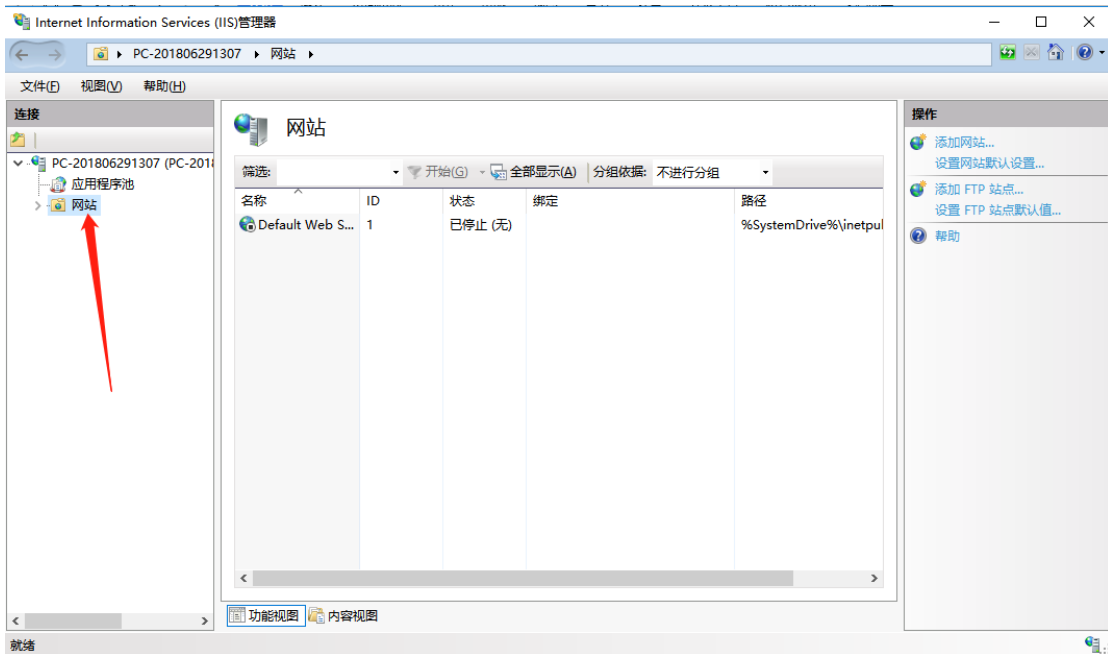 Internet Information Services (IIS)管理器
PC-201806291307 网站
文件(F) 视图(V) 帮助(H)
连接
PC-201806291307 (PC-201
应用程序池
网站
网站
筛选: 开始(G) 全部显示(A) 分组依据: 不进行分组
名称 ID 状态 绑定 路径
Default Web S... 1 已停止 (无) %SystemDrive%\inetpul
功能视图 内容视图
操作
添加网站...
设置网站默认设置...
添加 FTP 站点...
设置 FTP 站点默认值...
帮助
就绪